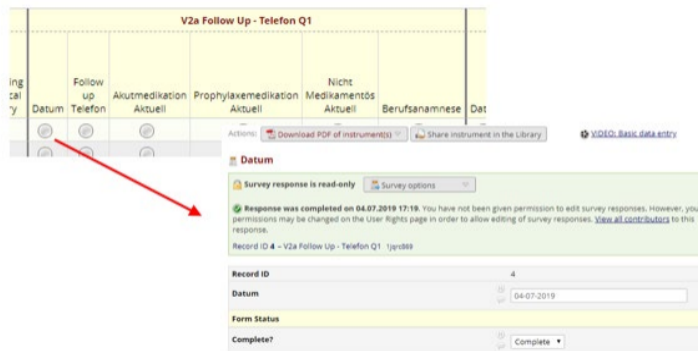 V2a Follow Up - Telefon Q1
ing
cal
ry
Datum
Follow
up
Telefon
Akutmedikation
Aktuell
Prophylaxemedikation
Aktuell
Nicht
Medikamentös
Aktuell
Berufsanamnese
Dat
Actions: Download PDF of instrument(s) Share instrument in the Library VIDEO: Basic data entry
Datum
Survey response is read-only Survey options
Response was completed on 04.07.2019 17:19. You have not been given permission to edit survey responses. However, you
permissions may be changed on the User Rights page in order to allow editing of survey responses. View all contributors to this
response.
Record ID 4 – V2a Follow Up - Telefon Q1
Record ID 4
Datum 04-07-2019
Form Status
Complete? Complete